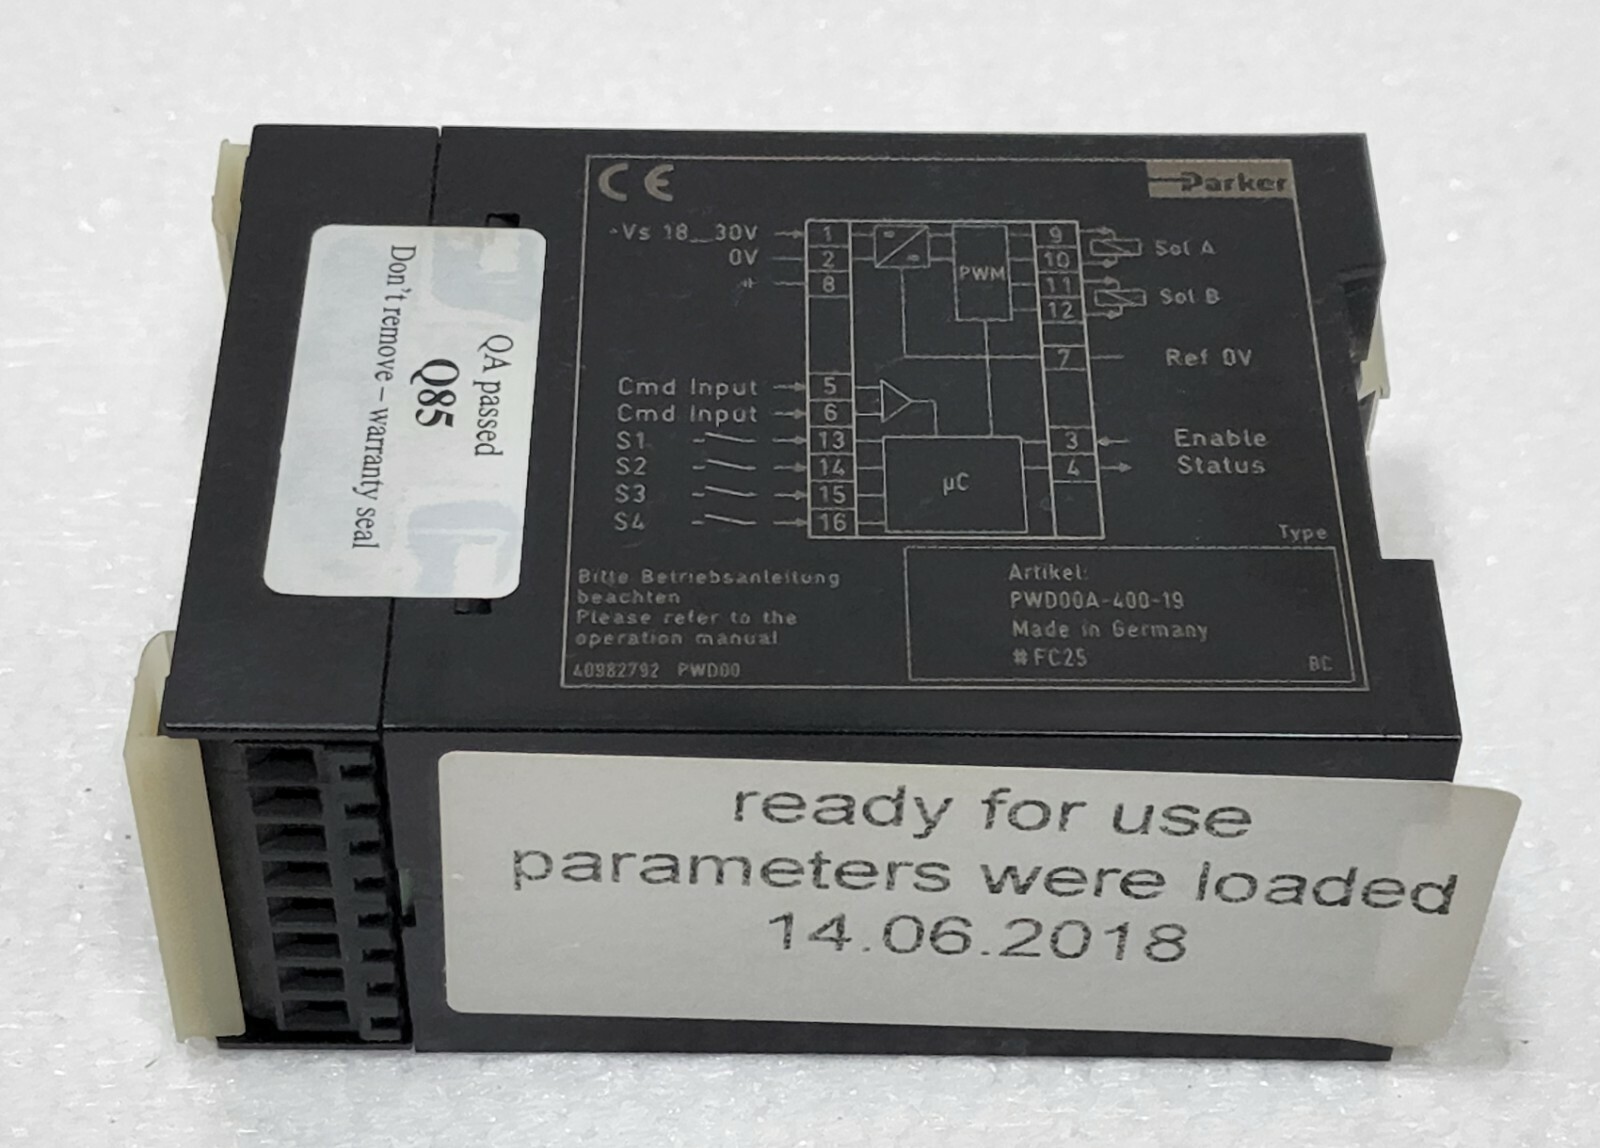 CE
Parker
+Vs 18...30V
0V
1
2
8
PWM
9
10
11
12
Sol A
Sol B
7
Ref 0V
Cmd Input
Cmd Input
5
6
S1
S2
S3
S4
13
14
15
16
µC
3
4
Enable
Status
Type
Bitte Betriebsanleitung
beachten
Please refer to the
operation manual
40982792 PWD00
Artikel:
PWD00A-400-19
Made in Germany
#FC25
BC
QA passed
Q85
Don't remove – warranty seal
ready for use
parameters were loaded
14.06.2018